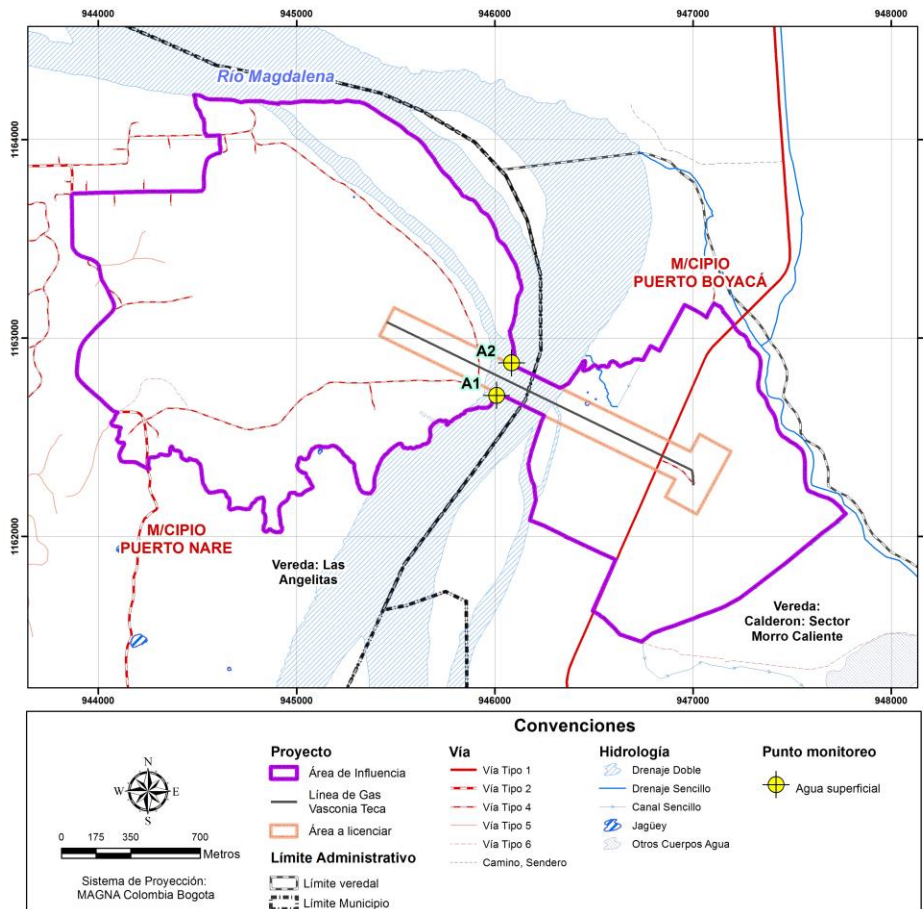 944000 945000 946000 947000 948000
Río Magdalena
1164000
M/CIPIO
PUERTO BOYACÁ
1163000
A2
A1
M/CIPIO
PUERTO NARE
1162000
Vereda: Las
Angelitas
Vereda:
Calderon: Sector
Morro Caliente
944000 945000 946000 947000 948000
Convenciones
N
W E
S
0 175 350 700
Metros
Sistema de Proyección:
MAGNA Colombia Bogota
Proyecto
Área de Influencia
Línea de Gas
Vasconia Teca
Área a licenciar
Límite Administrativo
Límite veredal
Límite Municipio
Vía
Vía Tipo 1
Vía Tipo 2
Vía Tipo 4
Vía Tipo 5
Vía Tipo 6
Camino, Sendero
Hidrología
Drenaje Doble
Drenaje Sencillo
Canal Sencillo
Jagüey
Otros Cuerpos Agua
Punto monitoreo
Agua superficial